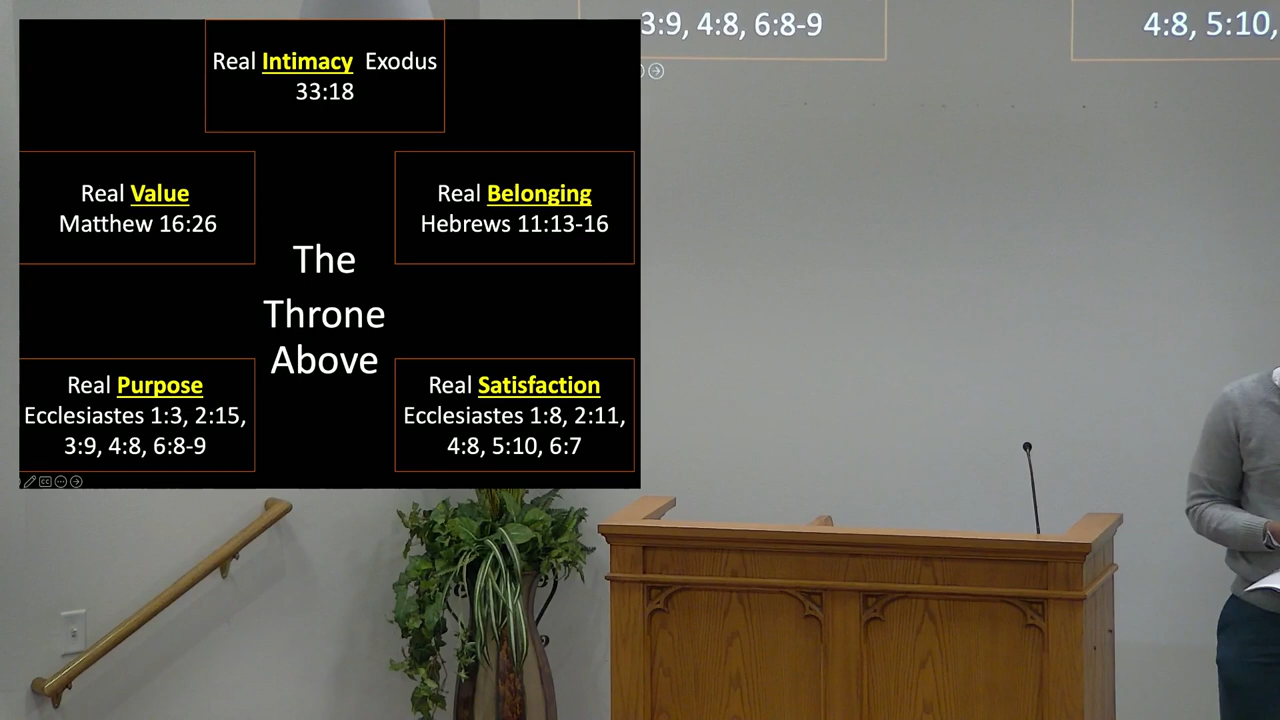 Real Intimacy Exodus
33:18
Real Value
Matthew 16:26
Real Belonging
Hebrews 11:13-16
The
Throne
Above
Real Purpose
Ecclesiastes 1:3, 2:15,
3:9, 4:8, 6:8-9
Real Satisfaction
Ecclesiastes 1:8, 2:11,
4:8, 5:10, 6:7
3:9, 4:8, 6:8-9
4:8, 5:10,